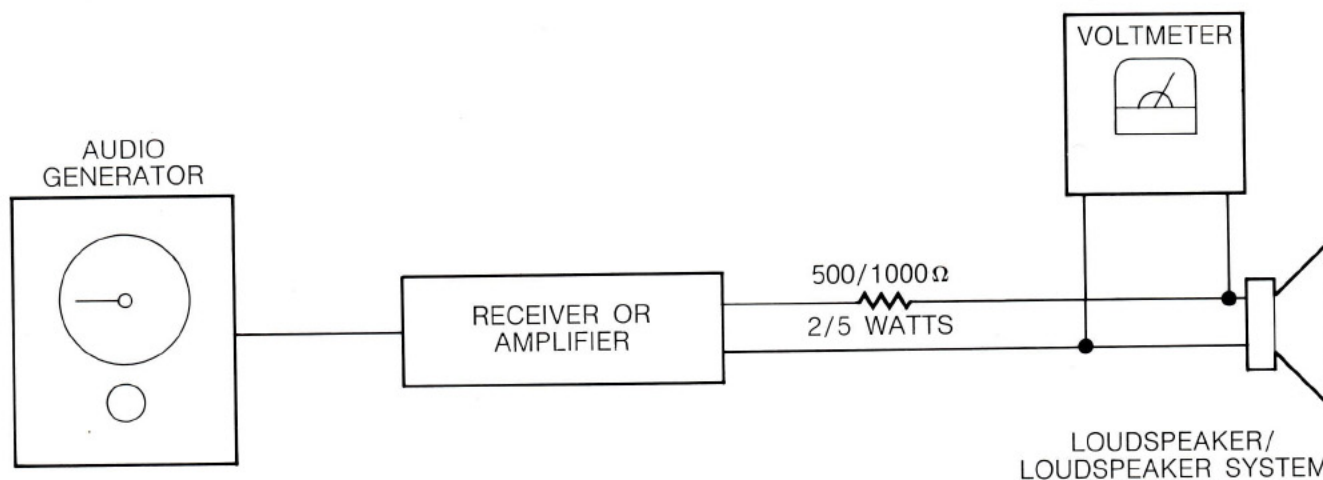 AUDIO
GENERATOR
RECEIVER OR
AMPLIFIER
500/1000Ω
2/5 WATTS
VOLTMETER
LOUDSPEAKER/
LOUDSPEAKER SYSTEM